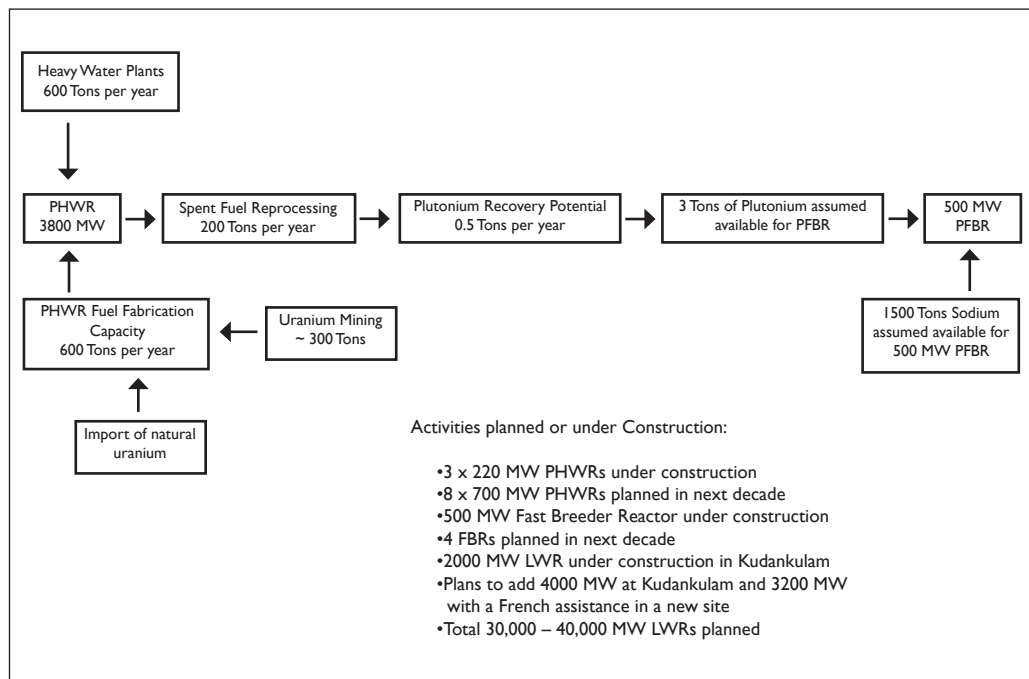 Heavy Water Plants
600 Tons per year
PHWR
3800 MW
Spent Fuel Reprocessing
200 Tons per year
Plutonium Recovery Potential
0.5 Tons per year
3 Tons of Plutonium assumed
available for PFBR
500 MW
PFBR
PHWR Fuel Fabrication
Capacity
600 Tons per year
Uranium Mining
~ 300 Tons
1500 Tons Sodium
assumed available for
500 MW PFBR
Import of natural
uranium
Activities planned or under Construction:
•3 x 220 MW PHWRs under construction
•8 x 700 MW PHWRs planned in next decade
•500 MW Fast Breeder Reactor under construction
•4 FBRs planned in next decade
•2000 MW LWR under construction in Kudankulam
•Plans to add 4000 MW at Kudankulam and 3200 MW
with a French assistance in a new site
•Total 30,000 – 40,000 MW LWRs planned